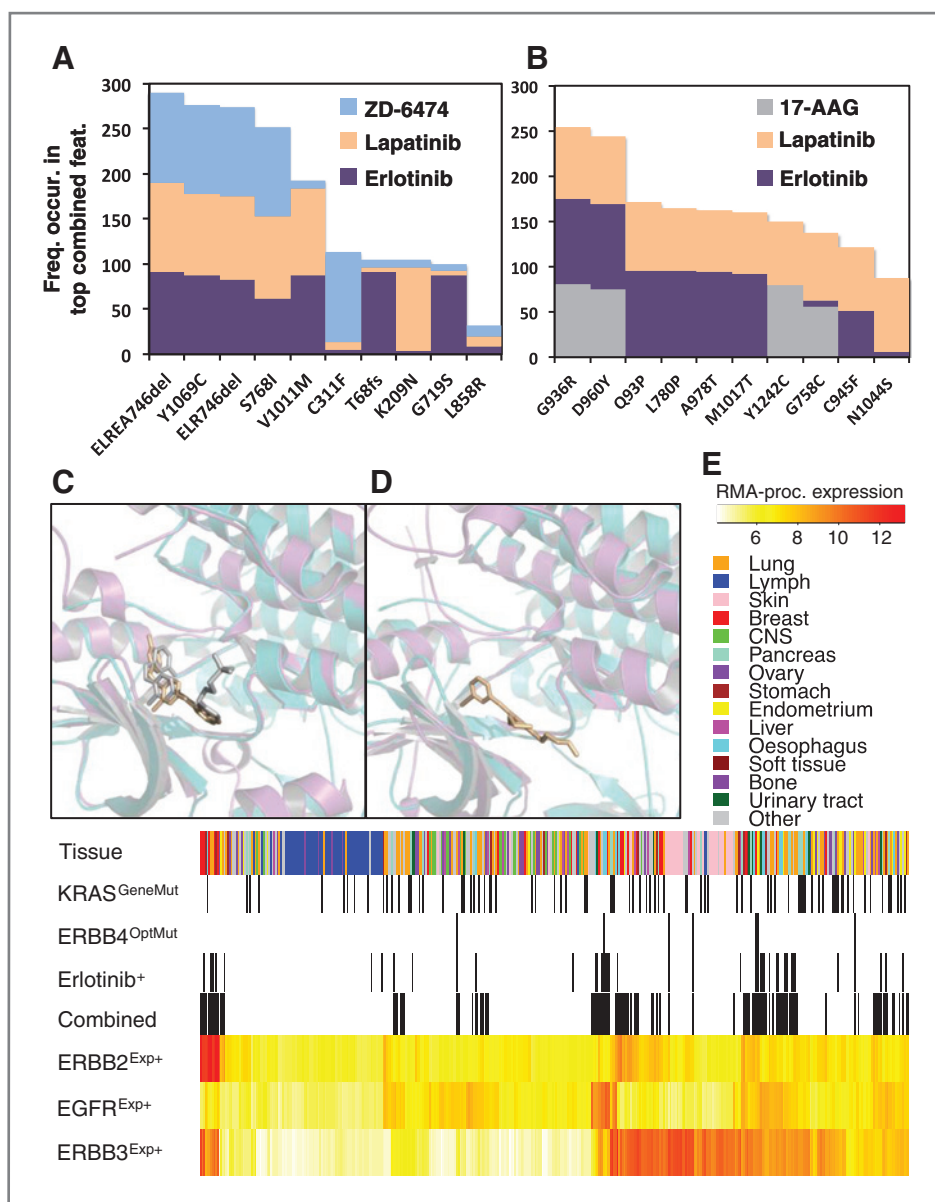 A
B
Freq. occur. in
top combined feat.
300
250
200
150
100
50
0
ZD-6474
Lapatinib
Erlotinib
ELREA746del
Y1069C
ELR746del
S768I
V1011M
C311F
T68fs
K209N
G719S
L858R
300
250
200
150
100
50
0
17-AAG
Lapatinib
Erlotinib
G936R
D960Y
Q93P
L780P
A978T
M1017T
Y1242C
G758C
C945F
N1044S
C
D
E
RMA-proc. expression
6 8 10 12
Lung
Lymph
Skin
Breast
CNS
Pancreas
Ovary
Stomach
Endometrium
Liver
Oesophagus
Soft tissue
Bone
Urinary tract
Other
Tissue
KRAS^GeneMut
ERBB4^OptMut
Erlotinib^+
Combined
ERBB2^Exp+
EGFR^Exp+
ERBB3^Exp+